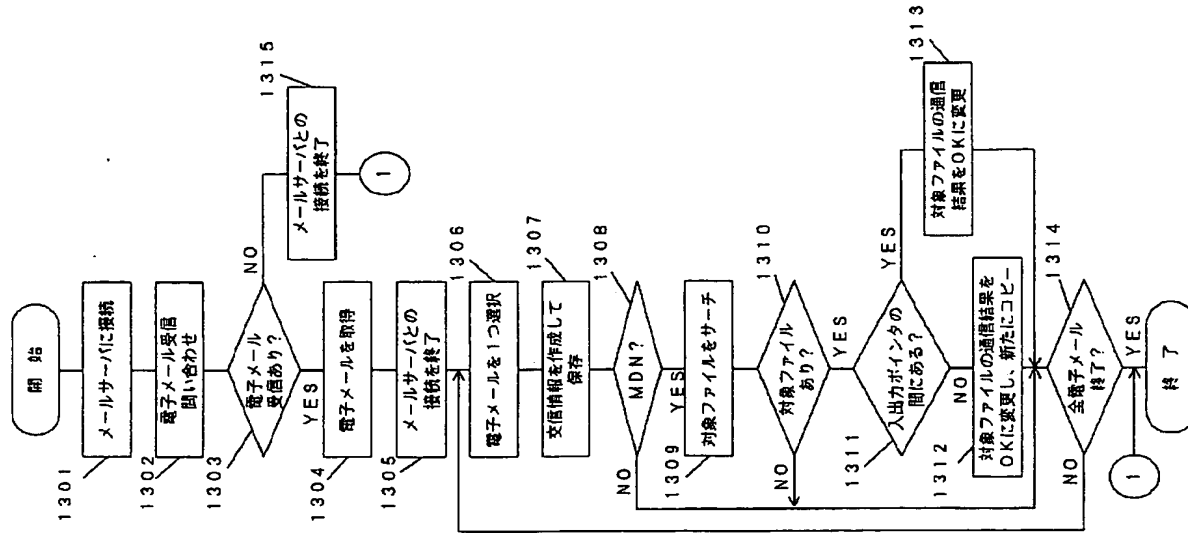 開 始
1301
メールサーバに接続
1302
電子メール受信
問い合わせ
1303
電子メール
受信あり?
NO
YES
1315
メールサーバとの
接続を終了
1
1304
電子メールを取得
1305
メールサーバとの
接続を終了
1306
電子メールを1つ選択
1307
交信情報を作成して
保存
1308
MDN?
NO
YES
1309
対象ファイルをサーチ
1310
対象ファイル
あり?
NO
YES
1311
入出力ポインタの
間にある?
YES
NO
1312
対象ファイルの通信結果を
OKに変更し、新たにコピー
1313
対象ファイルの通信
結果をOKに変更
1314
全電子メール
終了?
NO
YES
1
終 了